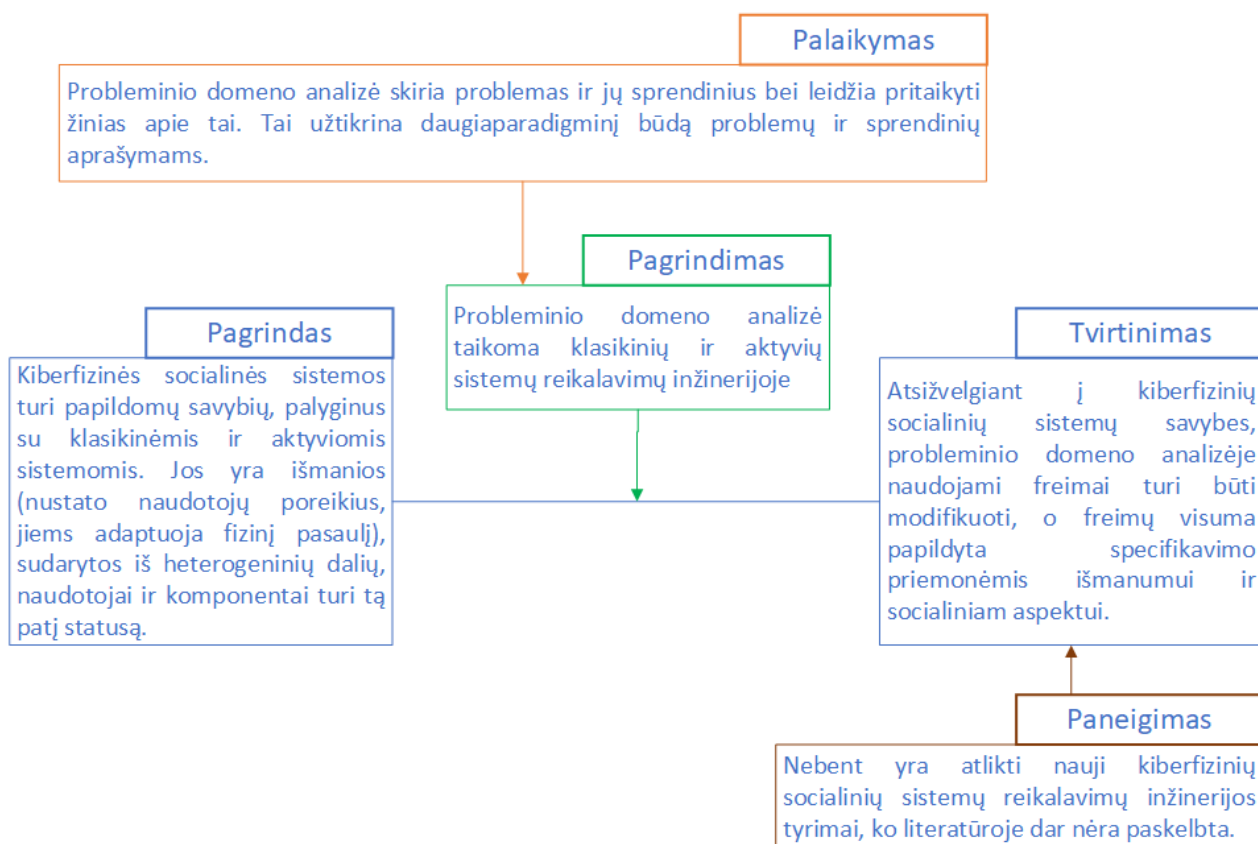 Palaikymas
Probleminio domeno analizė skiria problemas ir jų sprendinius bei leidžia pritaikyti
žinias apie tai. Tai užtikrina daugiaparadigminį būdą problemų ir sprendinių
aprašymams.
Pagrindimas
Probleminio domeno analizė
taikoma klasikinių ir aktyvių
sistemų reikalavimų inžinerijoje
Pagrindas
Kiberfizinės socialinės sistemos
turi papildomų savybių, palyginus
su klasikinėmis ir aktyviomis
sistemomis. Jos yra išmanios
(nustato naudotojų poreikius,
jiems adaptuoja fizinį pasaulį),
sudarytos iš heterogeninių dalių,
naudotojai ir komponentai turi tą
patį statusą.
Tvirtinimas
Atsižvelgiant į kiberfizinių
socialinių sistemų savybes,
probleminio domeno analizėje
naudojami freimai turi būti
modifikuoti, o freimų visuma
papildyta specifikavimo
priemonėmis išmanumui ir
socialiniam aspektui.
Paneigimas
Nebent yra atlikti nauji kiberfizinių
socialinių sistemų reikalavimų inžinerijos
tyrimai, ko literatūroje dar nėra paskelbta.